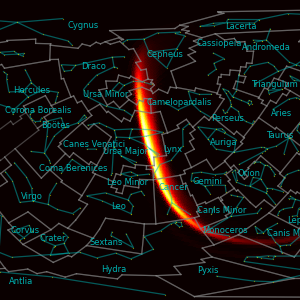 Cygnus
Lacerta
Cassiopeia
Andromeda
Cepheus
Draco
Triangulum
Hercules
Ursa Minor
Camelopardalis
Corona Borealis
Perseus
Aries
Bootes
Taurus
Canes Venatici
Ursa Major
Lynx
Auriga
Coma Berenices
Orion
Leo Minor
Cancer
Gemini
Virgo
Leo
Canis Minor
Corvus
Crater
Sextans
Monoceros
Canis M
Hydra
Pyxis
Antlia